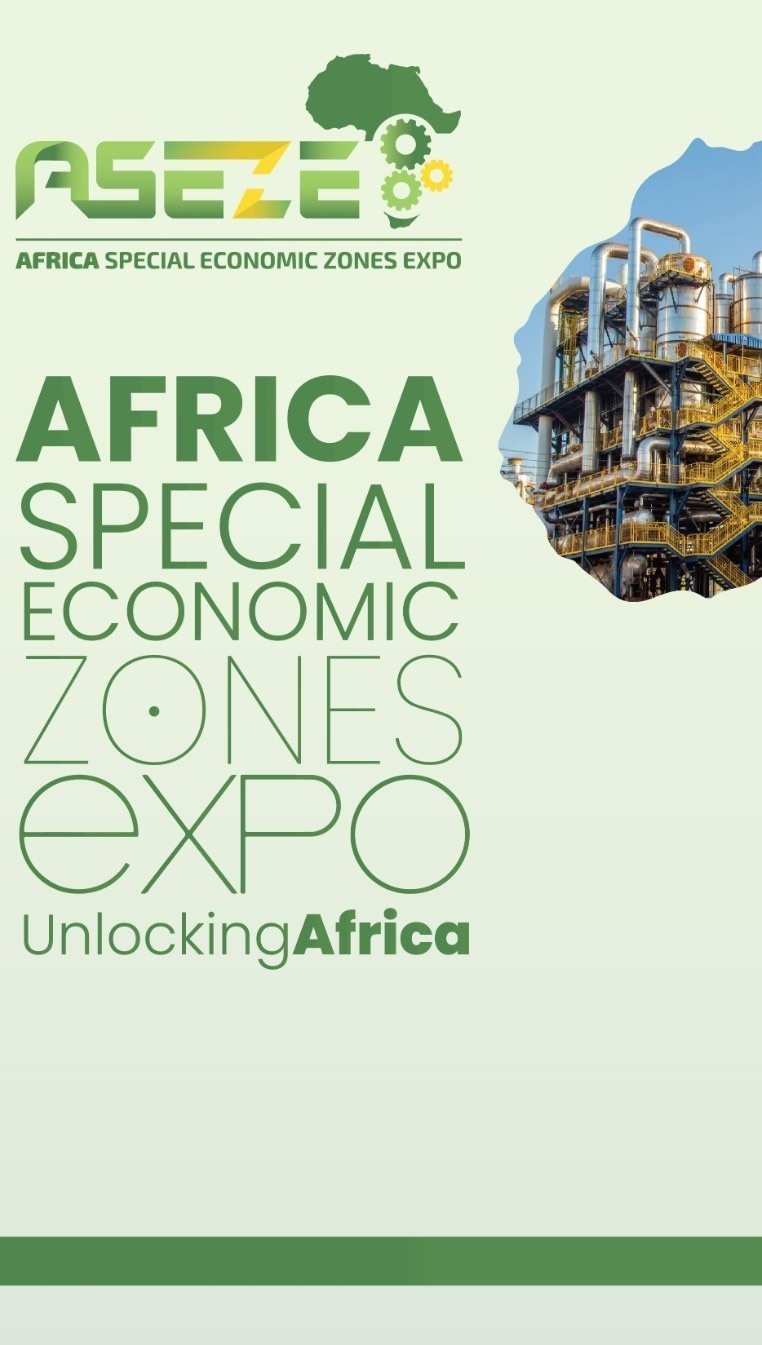 ASEZE
AFRICA SPECIAL ECONOMIC ZONES EXPO
AFRICA
SPECIAL
ECONOMIC
ZONES
eXPO
UnlockingAfrica